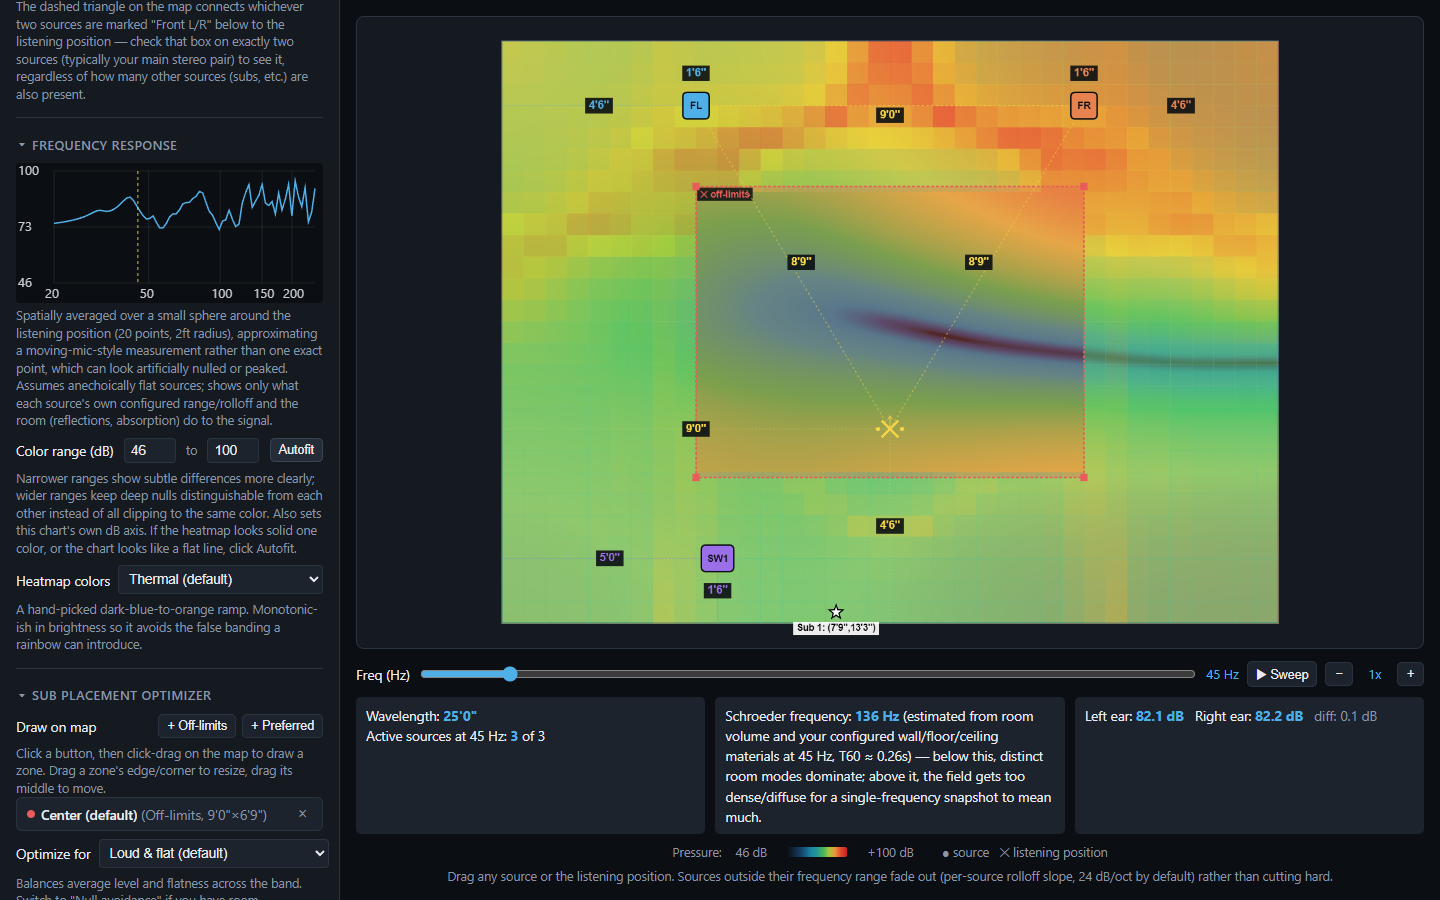 The dashed triangle on the map connects whichever
two sources are marked "Front L/R" below to the
listening position — check that box on exactly two
sources (typically your main stereo pair) to see it,
regardless of how many other sources (subs, etc.) are
also present.
FREQUENCY RESPONSE
100
73
46
20 50 100 150 200
Spatially averaged over a small sphere around the
listening position (20 points, 2ft radius), approximating
a moving-mic-style measurement rather than one exact
point, which can look artificially nulled or peaked.
Assumes anechoically flat sources; shows only what
each source's own configured range/rolloff and the
room (reflections, absorption) do to the signal.
Color range (dB) 46 to 100 Autofit
Narrower ranges show subtle differences more clearly;
wider ranges keep deep nulls distinguishable from each
other instead of all clipping to the same color. Also sets
this chart's own dB axis. If the heatmap looks solid one
color, or the chart looks like a flat line, click Autofit.
Heatmap colors Thermal (default)
A hand-picked dark-blue-to-orange ramp. Monotonic-
ish in brightness so it avoids the false banding a
rainbow can introduce.
SUB PLACEMENT OPTIMIZER
Draw on map + Off-limits + Preferred
Click a button, then click-drag on the map to draw a
zone. Drag a zone's edge/corner to resize, drag its
middle to move.
Center (default) (Off-limits, 9'0"×6'9") ×
Optimize for Loud & flat (default)
Balances average level and flatness across the band.
Switch to "Null avoidance" if you have room
1'6" 1'6"
4'6" FL 9'0" FR 4'6"
× off-limits
8'9" 8'9"
9'0"
4'6"
5'0" SW1
1'6"
Sub 1: (7'9",13'3")
Freq (Hz) 45 Hz ▶ Sweep − 1x +
Wavelength: 25'0"
Active sources at 45 Hz: 3 of 3
Schroeder frequency: 136 Hz (estimated from room
volume and your configured wall/floor/ceiling
materials at 45 Hz, T60 ≈ 0.26s) — below this, distinct
room modes dominate; above it, the field gets too
dense/diffuse for a single-frequency snapshot to mean
much.
Left ear: 82.1 dB Right ear: 82.2 dB diff: 0.1 dB
Pressure: 46 dB +100 dB ● source × listening position
Drag any source or the listening position. Sources outside their frequency range fade out (per-source rolloff slope, 24 dB/oct by default) rather than cutting hard.